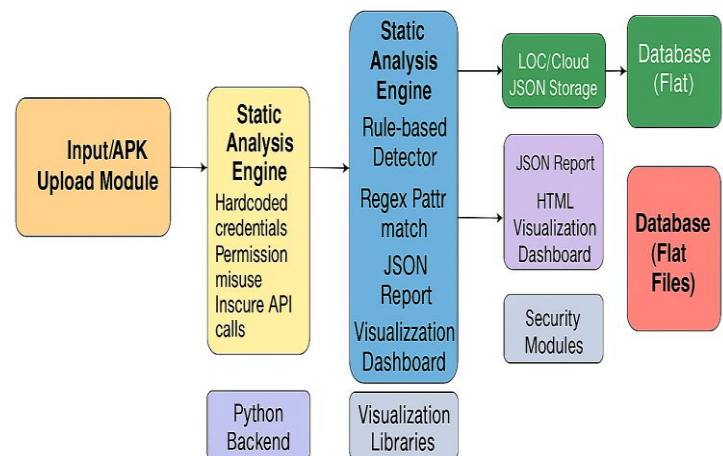 Input/APK
Upload Module
Static
Analysis
Engine
Hardcoded
credentials
Permission
misuse
Inscure API
calls
Python
Backend
Static
Analysis
Engine
Rule-based
Detector
Regex Pattr
match
JSON
Report
Visualizzation
Dashboard
Visualization
Libraries
LOC/Cloud
JSON Storage
JSON Report
HTML
Visualization
Dashboard
Security
Modules
Database
(Flat)
Database
(Flat
Files)